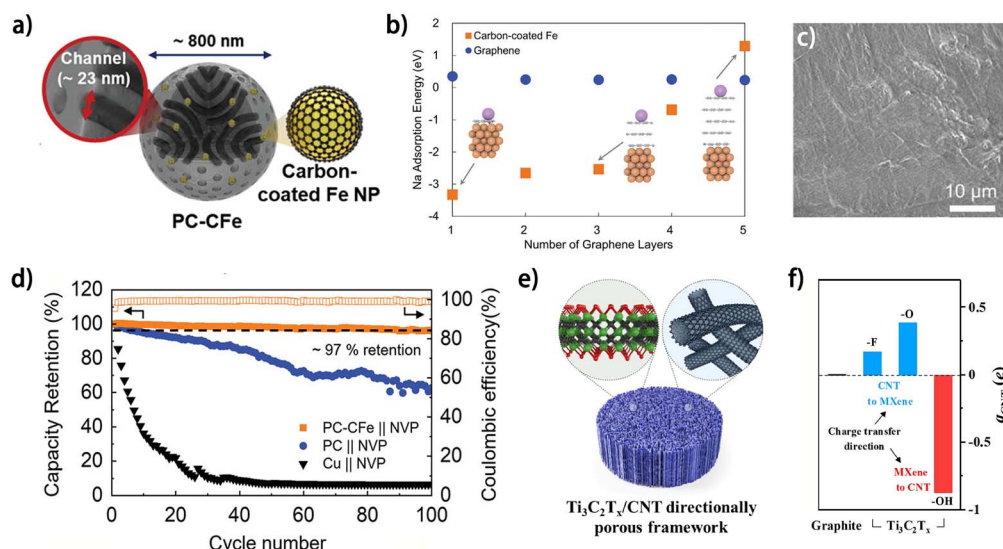 a)
~ 800 nm
Channel
(~ 23 nm)
Carbon-
coated Fe NP
PC-CFe
b)
Carbon-coated Fe
Graphene
Na Adsorption Energy (eV)
2
1
0
-1
-2
-3
-4
1 2 3 4 5
Number of Graphene Layers
c)
10 μm
d)
Capacity Retention (%)
120
100
80
60
40
20
0
~ 97 % retention
PC-CFe || NVP
PC || NVP
Cu || NVP
100
80
60
40
20
0
Coulombic efficiency(%)
0 20 40 60 80 100
Cycle number
e)
Ti₃C₂Tₓ/CNT directionally
porous framework
f)
-O
-F
CNT
to MXene
Charge transfer
direction
MXene
to CNT
-OH
0.5
0
-0.5
-1
Graphite
Ti₃C₂Tₓ